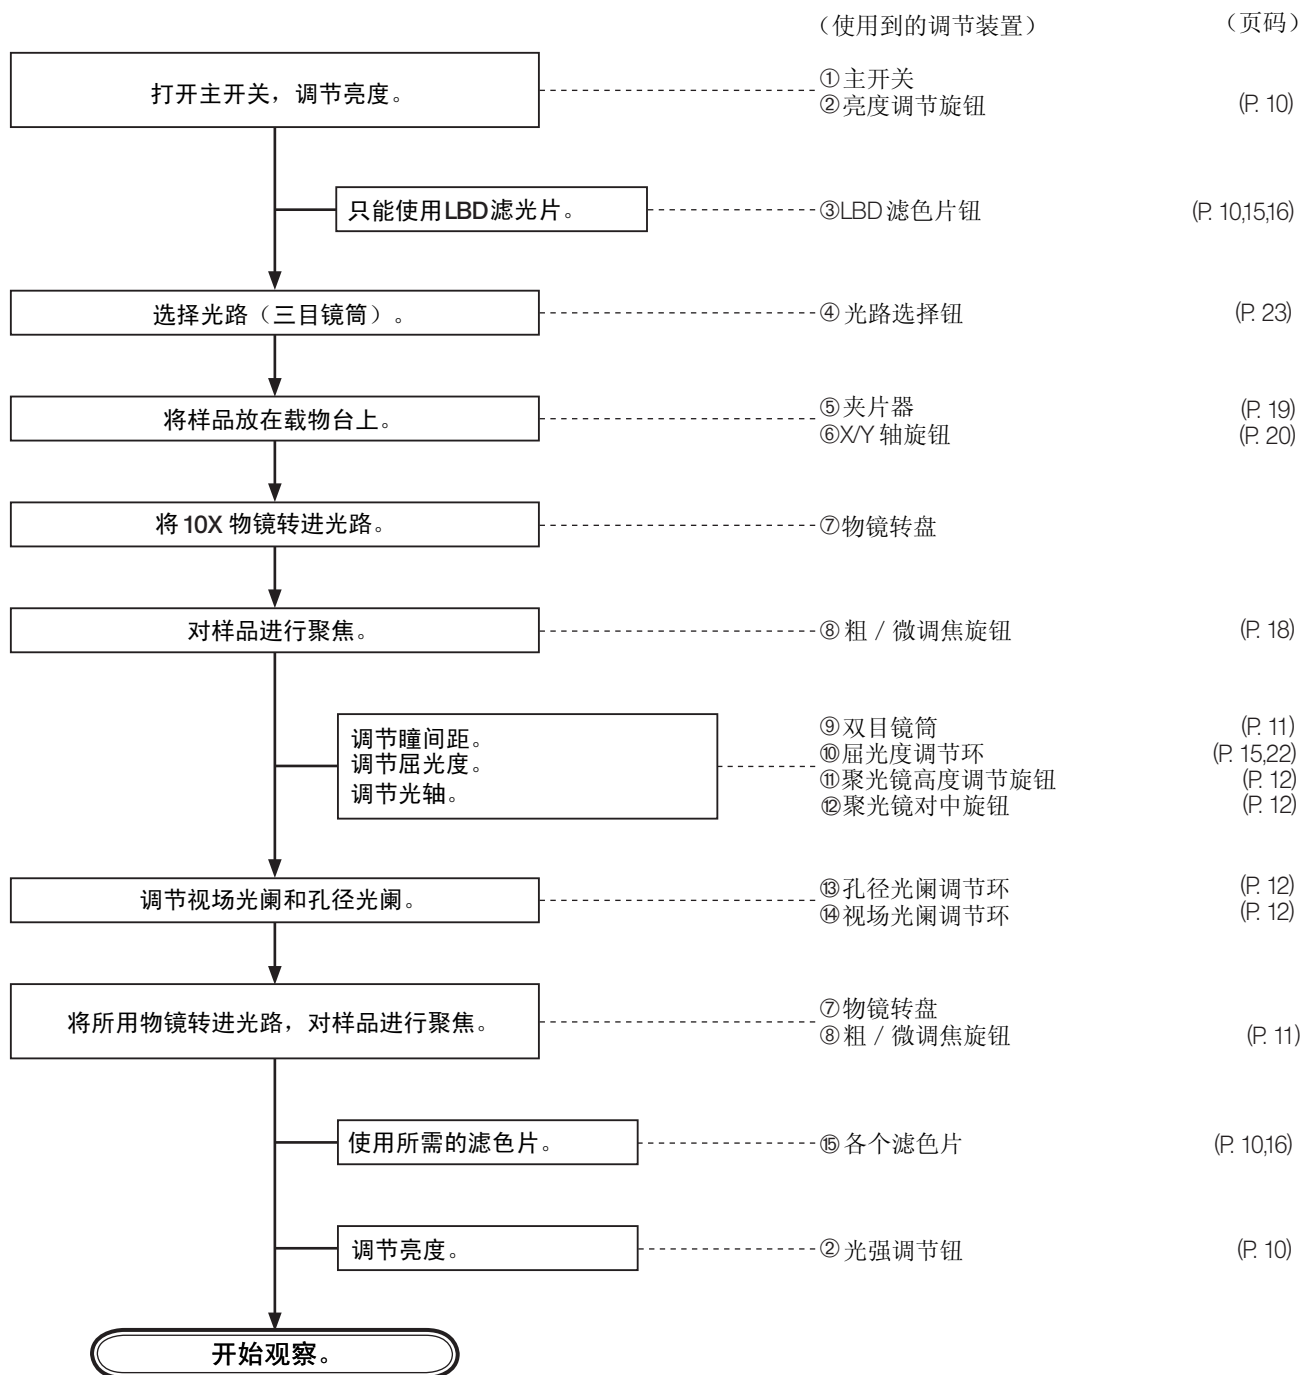 （使用到的调节装置） （页码）
打开主开关，调节亮度。 ①主开关
②亮度调节旋钮 (P. 10)
只能使用LBD滤光片。 ③LBD滤色片钮 (P. 10,15,16)
选择光路（三目镜筒）。 ④光路选择钮 (P. 23)
将样品放在载物台上。 ⑤夹片器 (P. 19)
⑥X/Y 轴旋钮 (P. 20)
将 10X 物镜转进光路。 ⑦物镜转盘
对样品进行聚焦。 ⑧粗 / 微调焦旋钮 (P. 18)
调节瞳间距。 ⑨双目镜筒 (P. 11)
调节屈光度。 ⑩屈光度调节环 (P. 15,22)
调节光轴。 ⑪聚光镜高度调节旋钮 (P. 12)
⑫聚光镜对中旋钮 (P. 12)
调节视场光阑和孔径光阑。 ⑬孔径光阑调节环 (P. 12)
⑭视场光阑调节环 (P. 12)
将所用物镜转进光路，对样品进行聚焦。 ⑦物镜转盘
⑧粗 / 微调焦旋钮 (P. 11)
使用所需的滤色片。 ⑮各个滤色片 (P. 10,16)
调节亮度。 ②光强调节钮 (P. 10)
开始观察。